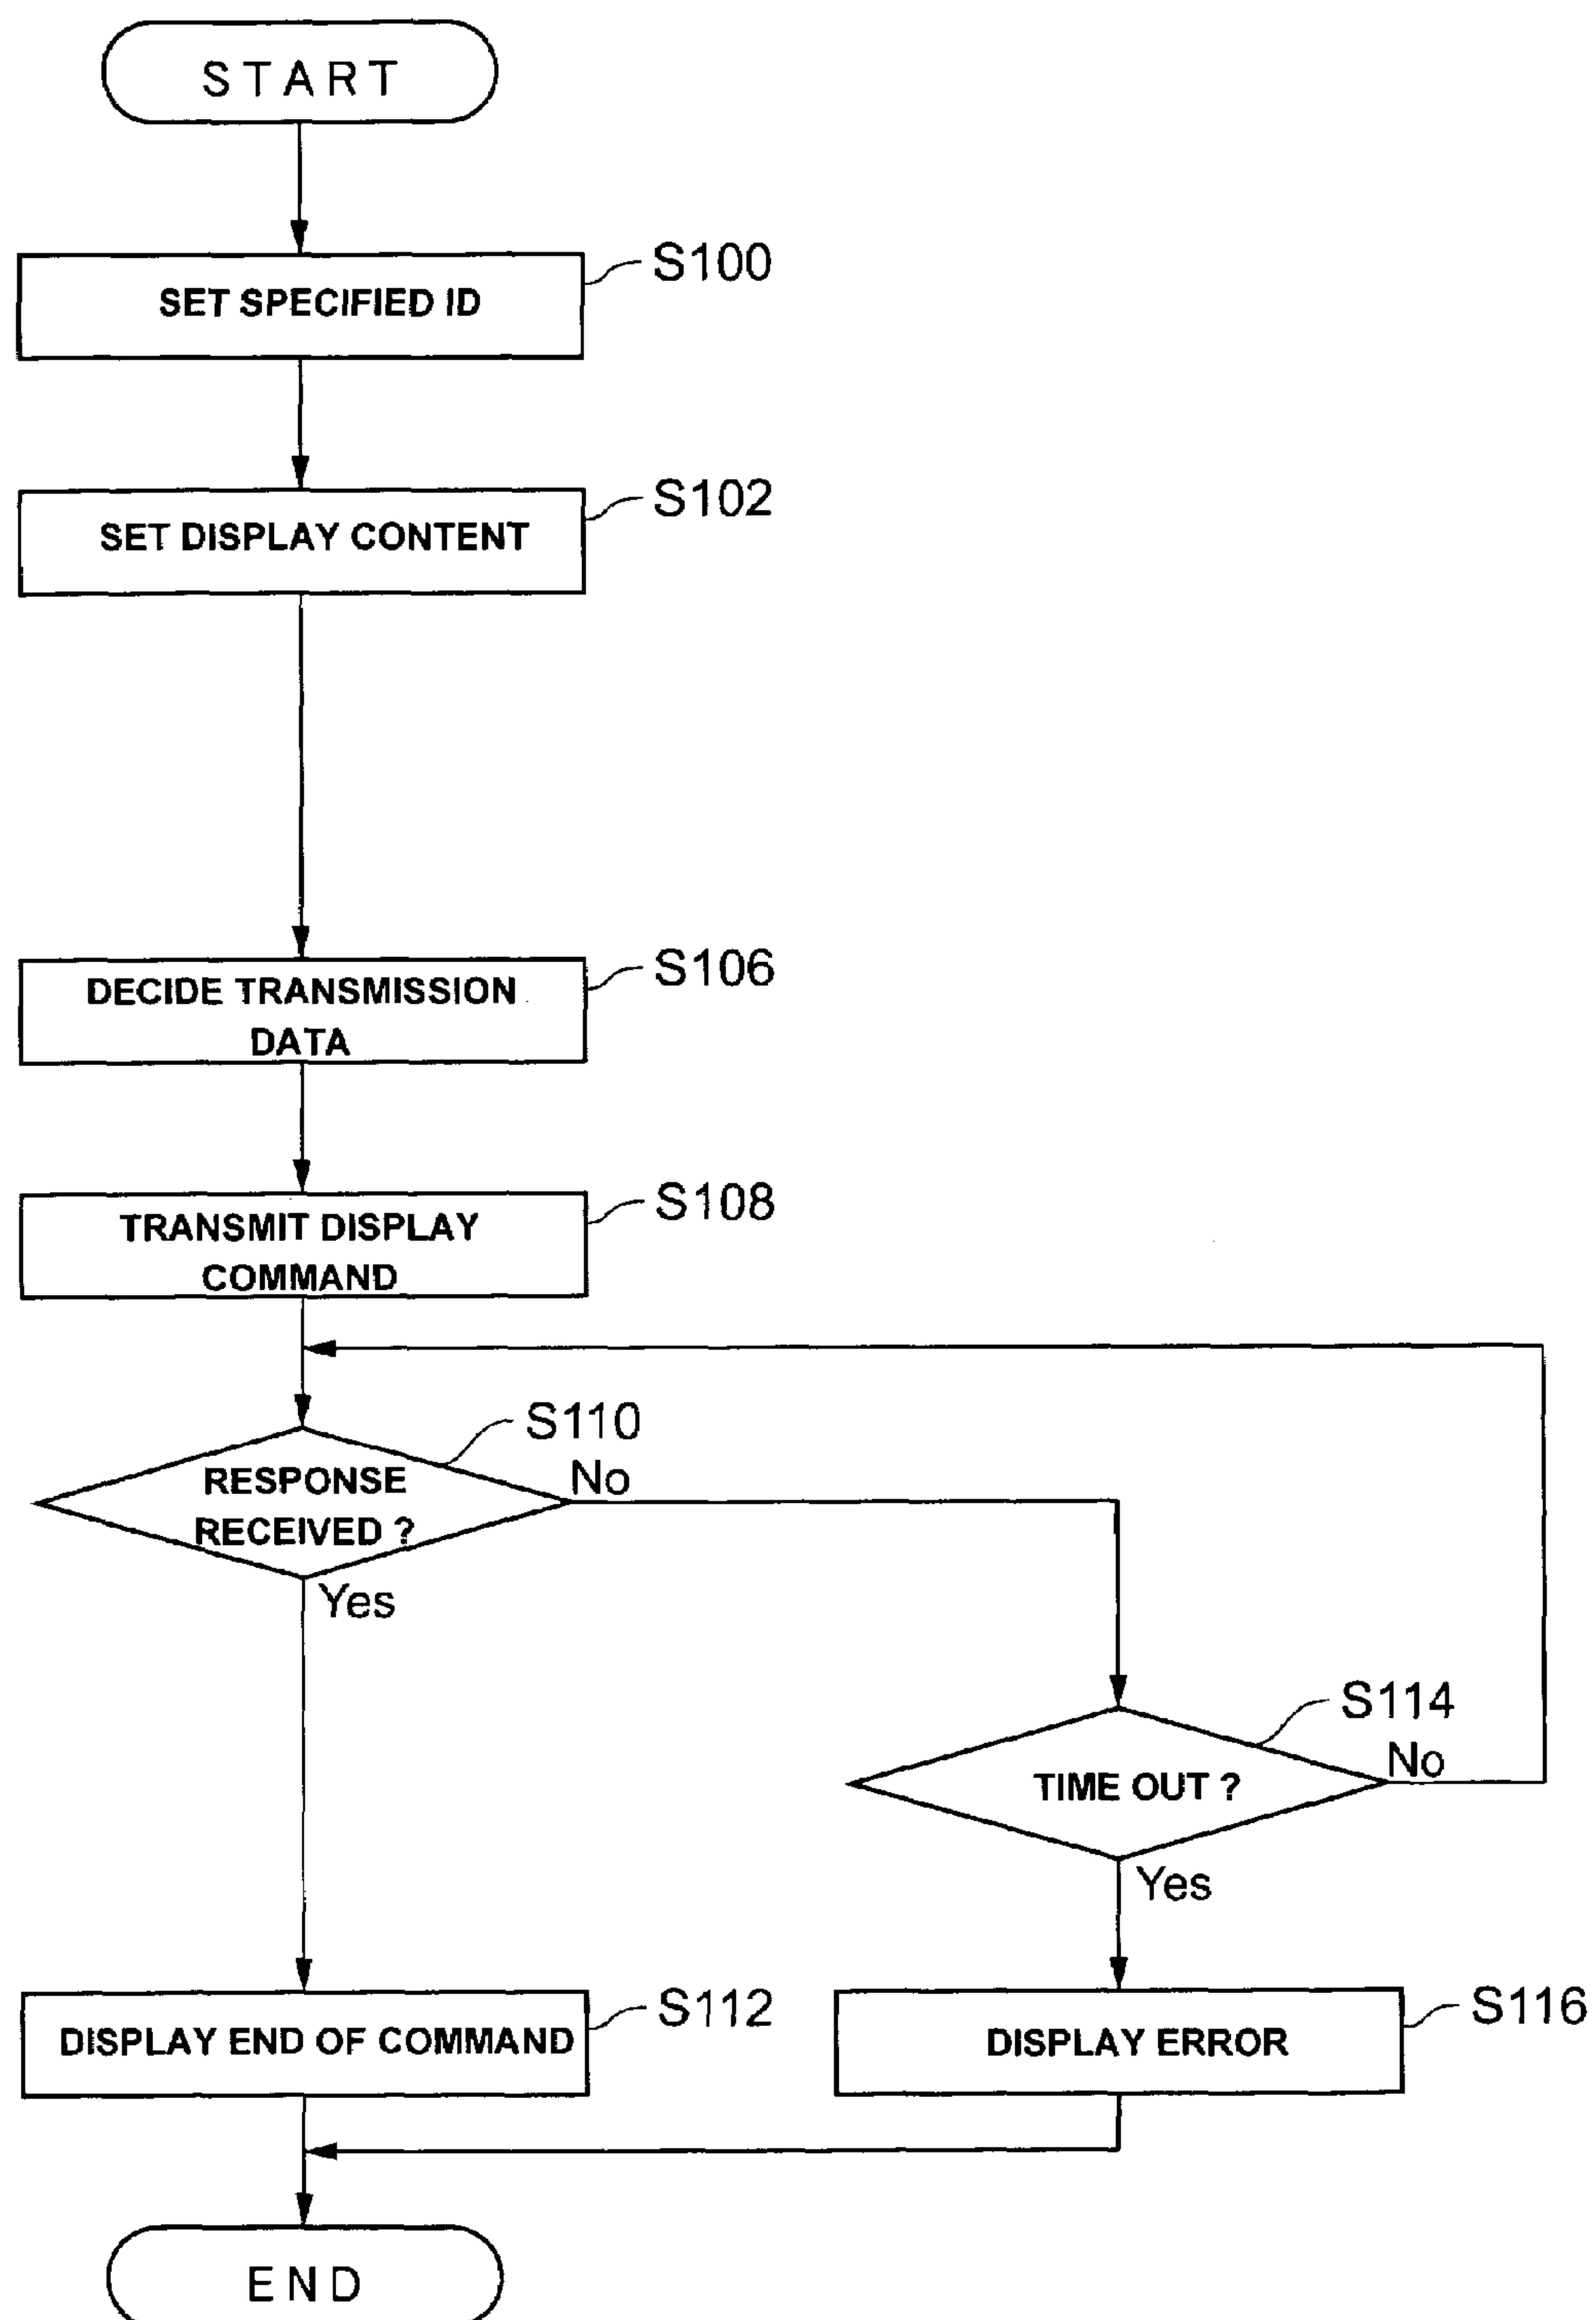 START
S100
SET SPECIFIED ID
S102
SET DISPLAY CONTENT
S106
DECIDE TRANSMISSION
DATA
S108
TRANSMIT DISPLAY
COMMAND
S110
RESPONSE
RECEIVED ?
No
Yes
S114
TIME OUT ?
No
Yes
S112
DISPLAY END OF COMMAND
S116
DISPLAY ERROR
END